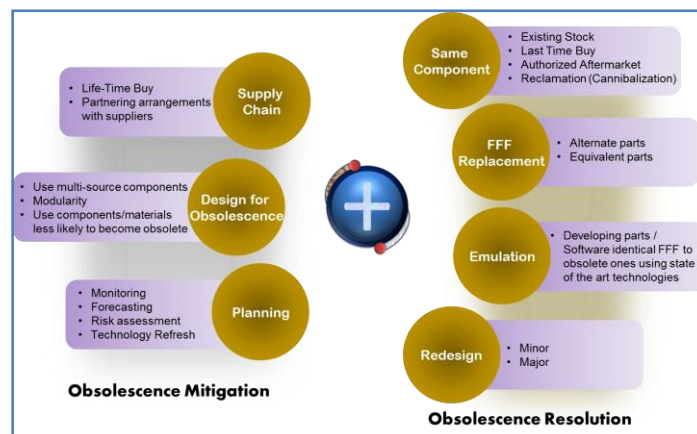 • Life-Time Buy
• Partnering arrangements
with suppliers
Supply
Chain
• Use multi-source components
• Modularity
• Use components/materials
less likely to become obsolete
Design for
Obsolescence
• Monitoring
• Forecasting
• Risk assessment
• Technology Refresh
Planning
Obsolescence Mitigation
Same
Component
• Existing Stock
• Last Time Buy
• Authorized Aftermarket
• Reclamation (Cannibalization)
FFF
Replacement
• Alternate parts
• Equivalent parts
Emulation
• Developing parts /
Software identical FFF to
obsolete ones using state
of the art technologies
Redesign
• Minor
• Major
Obsolescence Resolution